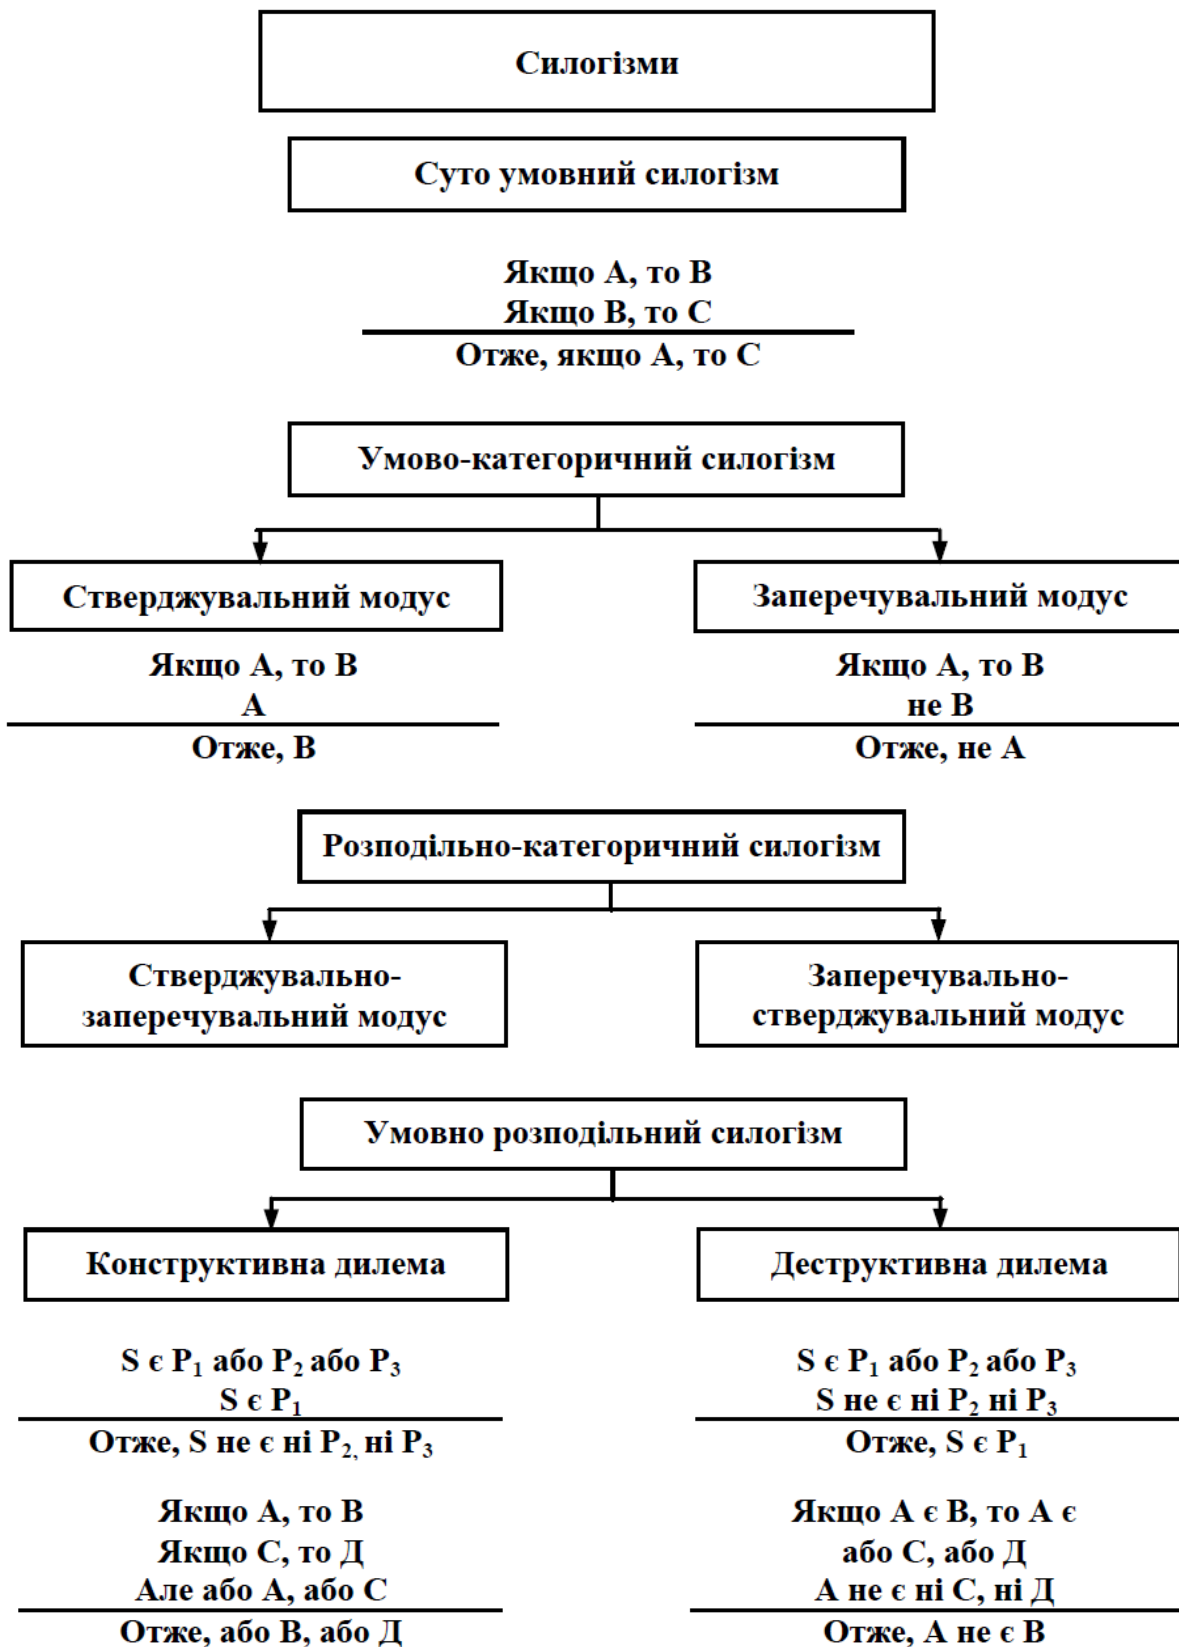 Силогізми
Суто умовний силогізм
Якщо А, то В
Якщо В, то С
Отже, якщо А, то С
Умово-категоричний силогізм
Стверджувальний модус
Заперечувальний модус
Якщо А, то В
А
Отже, В
Якщо А, то В
не В
Отже, не А
Розподільно-категоричний силогізм
Стверджувально-
заперечувальний модус
Заперечувально-
стверджувальний модус
Умовно розподільний силогізм
Конструктивна дилема
Деструктивна дилема
S є P₁ або P₂ або P₃
S є P₁
Отже, S не є ні P₂, ні P₃
S є P₁ або P₂ або P₃
S не є ні P₂ ні P₃
Отже, S є P₁
Якщо А, то В
Якщо С, то Д
Але або А, або С
Отже, або В, або Д
Якщо А є В, то А є
або С, або Д
А не є ні С, ні Д
Отже, А не є В